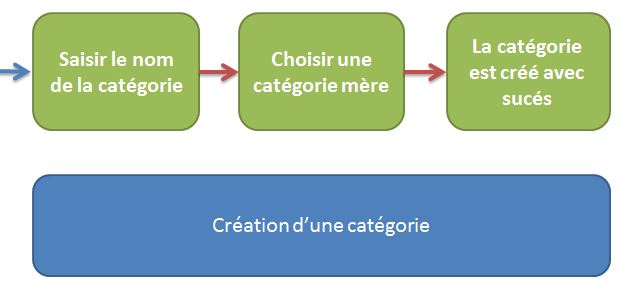 Saisir le nom
de la catégorie
Choisir une
catégorie mère
La catégorie
est créé avec
sucés
Création d’une catégorie